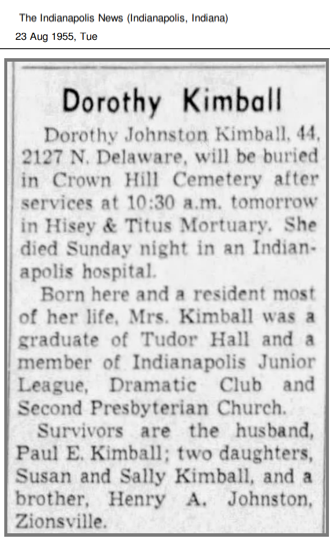 The Indianapolis News (Indianapolis, Indiana)
23 Aug 1955, Tue
Dorothy Kimball
Dorothy Johnston Kimball, 44,
2127 N. Delaware, will be buried
in Crown Hill Cemetery after
services at 10:30 a.m. tomorrow
in Hisey & Titus Mortuary. She
died Sunday night in an Indian-
apolis hospital.
Born here and a resident most
of her life, Mrs. Kimball was a
graduate of Tudor Hall and a
member of Indianapolis Junior
League, Dramatic Club and
Second Presbyterian Church.
Survivors are the husband,
Paul E. Kimball; two daughters,
Susan and Sally Kimball, and a
brother, Henry A. Johnston,
Zionsville.